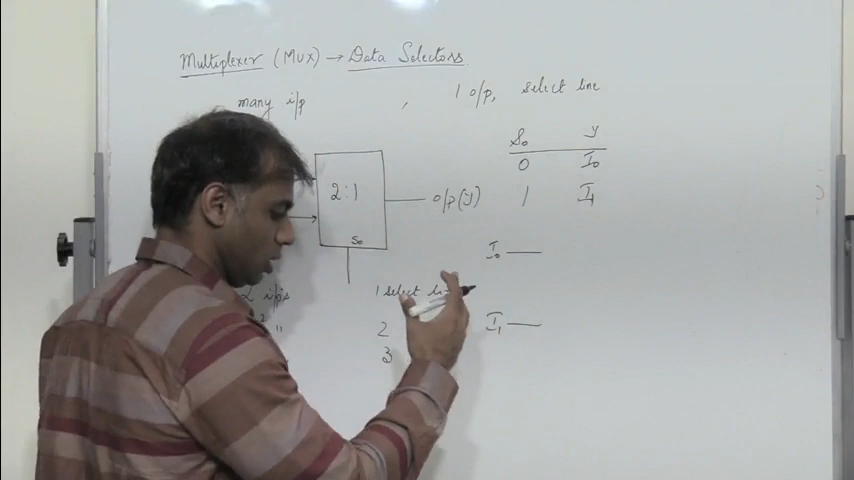 Multiplexer (MUX) → Data Selectors
many i/p , 1 o/p, select line
S₀ Y
0 I₀
1 I₁
2:1
o/p(Y)
S₀
I₀
2 i/p's 1 select
I₁
" 2
3